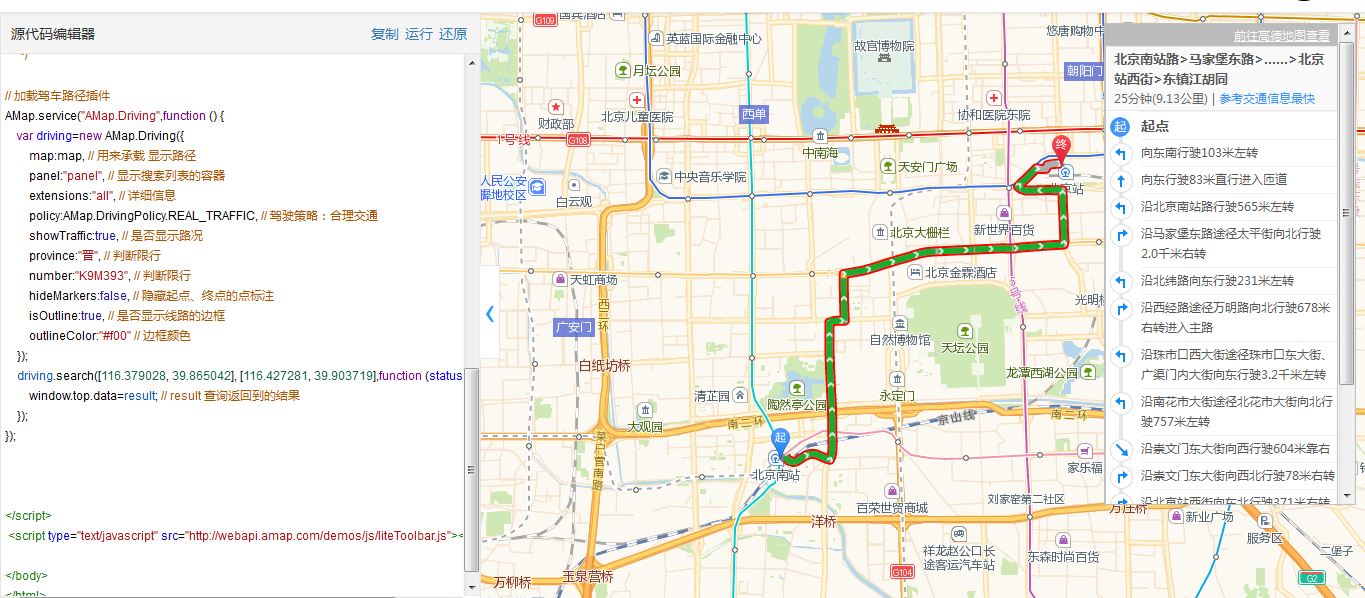 源代码编辑器
复制 运行 还原
*/
// 加载驾车路径插件
AMap.service("AMap.Driving",function () {
var driving=new AMap.Driving({
map:map, // 用来承载 显示路径
panel:"panel", // 显示搜索列表的容器
extensions:"all", // 详细信息
policy:AMap.DrivingPolicy.REAL_TRAFFIC, // 驾驶策略：合理交通
showTraffic:true, // 是否显示路况
province:"晋", // 判断限行
number:"K9M393", // 判断限行
hideMarkers:false, // 隐藏起点、终点的点标注
isOutline:true, // 是否显示线路的边框
outlineColor:"#f00" // 边框颜色
});
driving.search([116.379028, 39.865042], [116.427281, 39.903719],function (status
window.top.data=result; // result 查询返回到的结果
});
});
</script>
<script type="text/javascript" src="http://webapi.amap.com/demos/js/liteToolbar.js"><
</body>
</html>
G109
国宾酒店
英蓝国际金融中心
故宫博物院
悠唐购物中
月坛公园
朝阳门
财政部
北京儿童医院
西单
协和医院东院
1号线
G108
中南海
天安门广场
终
人民公安
中央音乐学院
北京站
白云观
北京大栅栏
新世界百货
天虹商场
北京金霖酒店
西二环
5号线
光明楼
广安门
自然博物馆
天坛公园
白纸坊桥
龙潭西湖公园
清芷园
陶然亭公园
永定门
大观园
南二环
京山线
南二环
菜户营南路
起
北京南站
家乐福
百荣世贸商城
刘家窑第二社区
万庄桥
洋桥
新业广场
服务区
祥龙赵公口长
途客运汽车站
东森时尚百货
二堡子
万柳桥
玉泉营桥
G104
G2
前往高德地图查看
北京南站路>马家堡东路>......>北京
站西街>东镇江胡同
25分钟(9.13公里) | 参考交通信息最快
起 起点
向东南行驶103米左转
向东行驶83米直行进入匝道
沿北京南站路行驶565米左转
沿马家堡东路途径太平街向北行驶
2.0千米右转
沿北纬路向东行驶231米左转
沿西经路途径万明路向北行驶678米
右转进入主路
沿珠市口西大街途径珠市口东大街、
广渠门内大街向东行驶3.2千米左转
沿南花市大街途径北花市大街向北行
驶757米左转
沿崇文门东大街向西行驶604米靠右
沿崇文门东大街向西北行驶78米右转
沿北京站西街向东北行驶371米右转